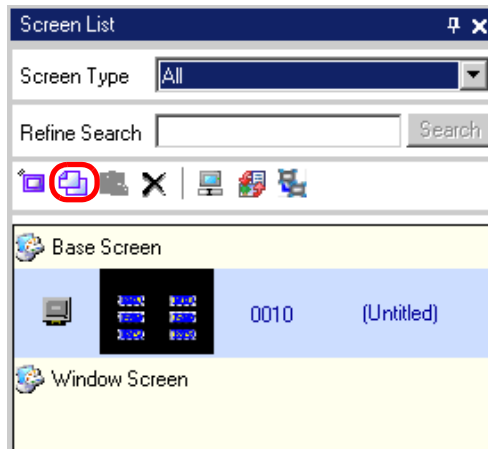 Screen List
Screen Type All
Refine Search Search
Base Screen
0010 (Untitled)
Window Screen